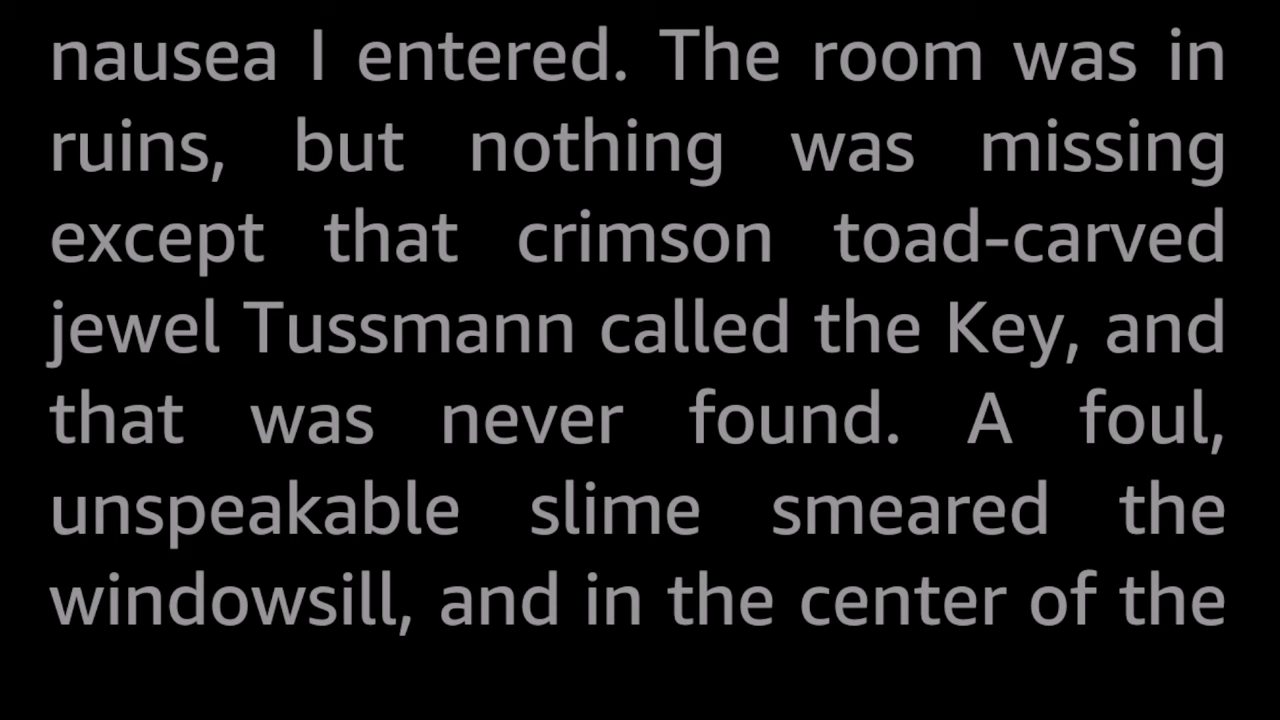 nausea I entered. The room was in
ruins, but nothing was missing
except that crimson toad-carved
jewel Tussmann called the Key, and
that was never found. A foul,
unspeakable slime smeared the
windowsill, and in the center of the